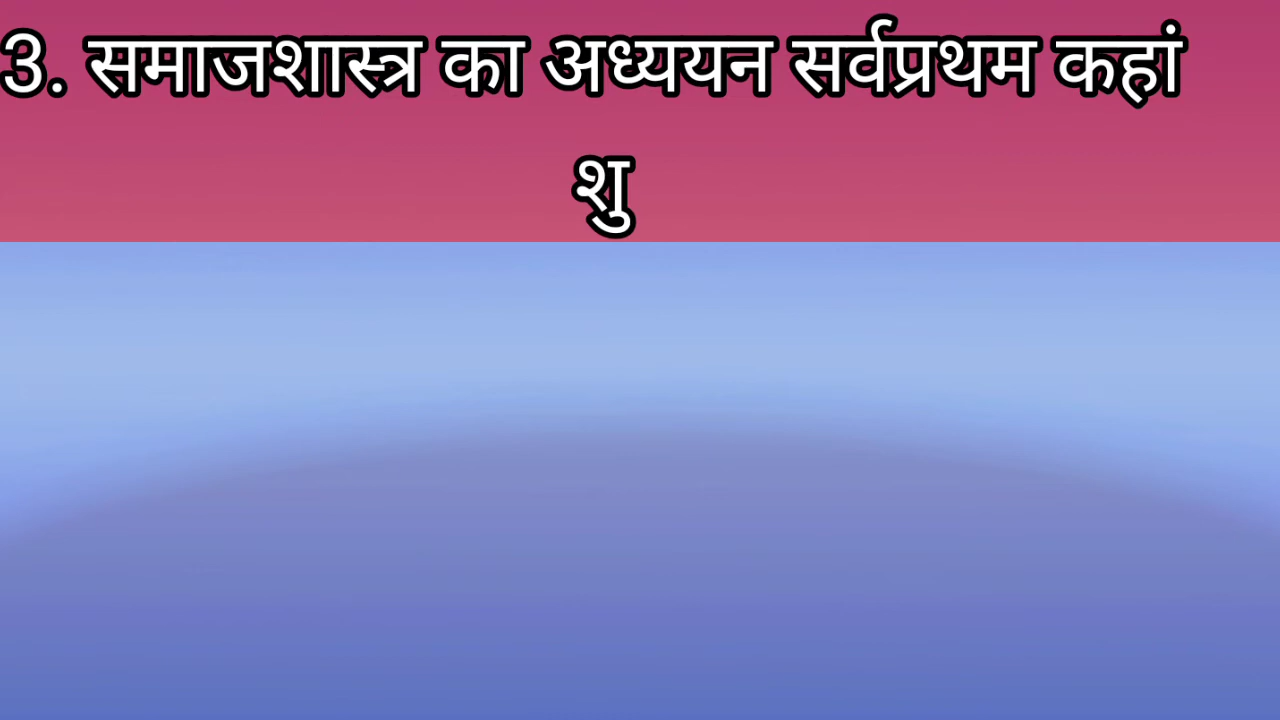 3. समाजशास्त्र का अध्ययन सर्वप्रथम कहां
शु